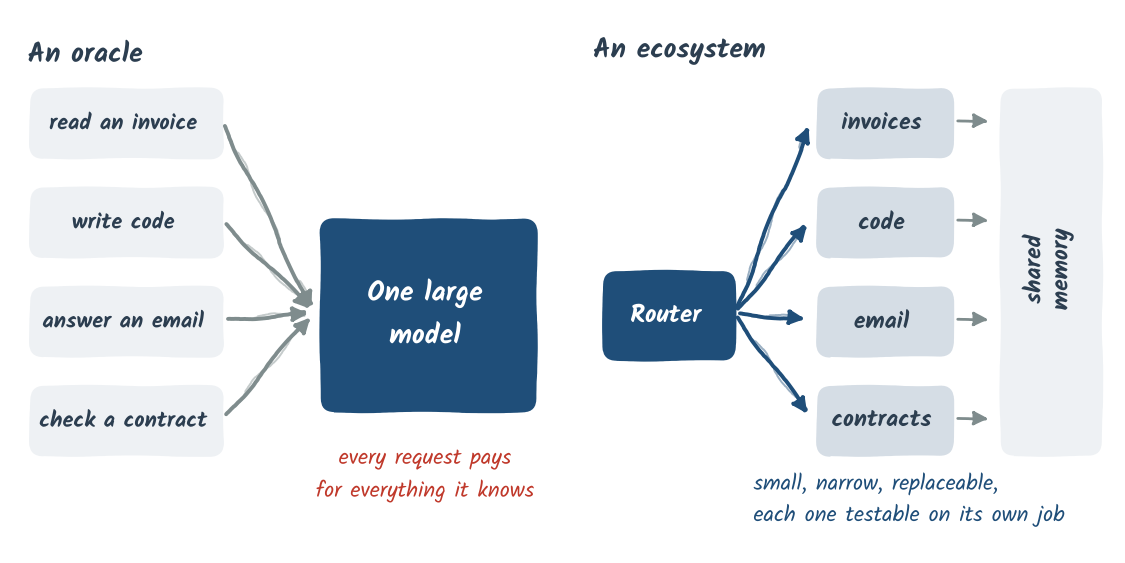 An oracle
read an invoice
write code
answer an email
check a contract
One large
model
every request pays
for everything it knows
An ecosystem
Router
invoices
code
email
contracts
shared
memory
small, narrow, replaceable,
each one testable on its own job